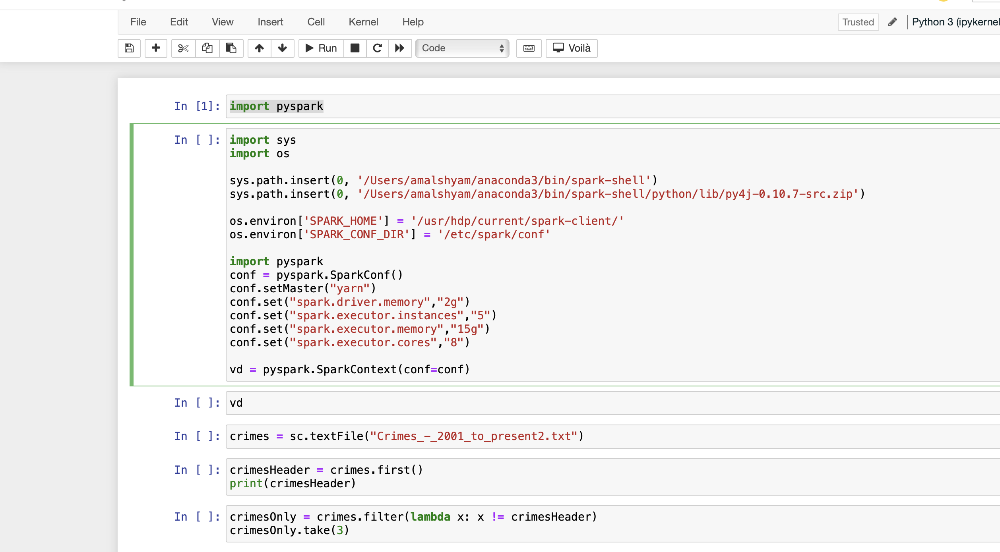 File Edit View Insert Cell Kernel Help Trusted Python 3 (ipykernel
Run Code Voilà
In [1]: import pyspark
In [ ]: import sys
import os
sys.path.insert(0, '/Users/amalshyam/anaconda3/bin/spark-shell')
sys.path.insert(0, '/Users/amalshyam/anaconda3/bin/spark-shell/python/lib/py4j-0.10.7-src.zip')
os.environ['SPARK_HOME'] = '/usr/hdp/current/spark-client/'
os.environ['SPARK_CONF_DIR'] = '/etc/spark/conf'
import pyspark
conf = pyspark.SparkConf()
conf.setMaster("yarn")
conf.set("spark.driver.memory","2g")
conf.set("spark.executor.instances","5")
conf.set("spark.executor.memory","15g")
conf.set("spark.executor.cores","8")
vd = pyspark.SparkContext(conf=conf)
In [ ]: vd
In [ ]: crimes = sc.textFile("Crimes_-_2001_to_present2.txt")
In [ ]: crimesHeader = crimes.first()
print(crimesHeader)
In [ ]: crimesOnly = crimes.filter(lambda x: x != crimesHeader)
crimesOnly.take(3)